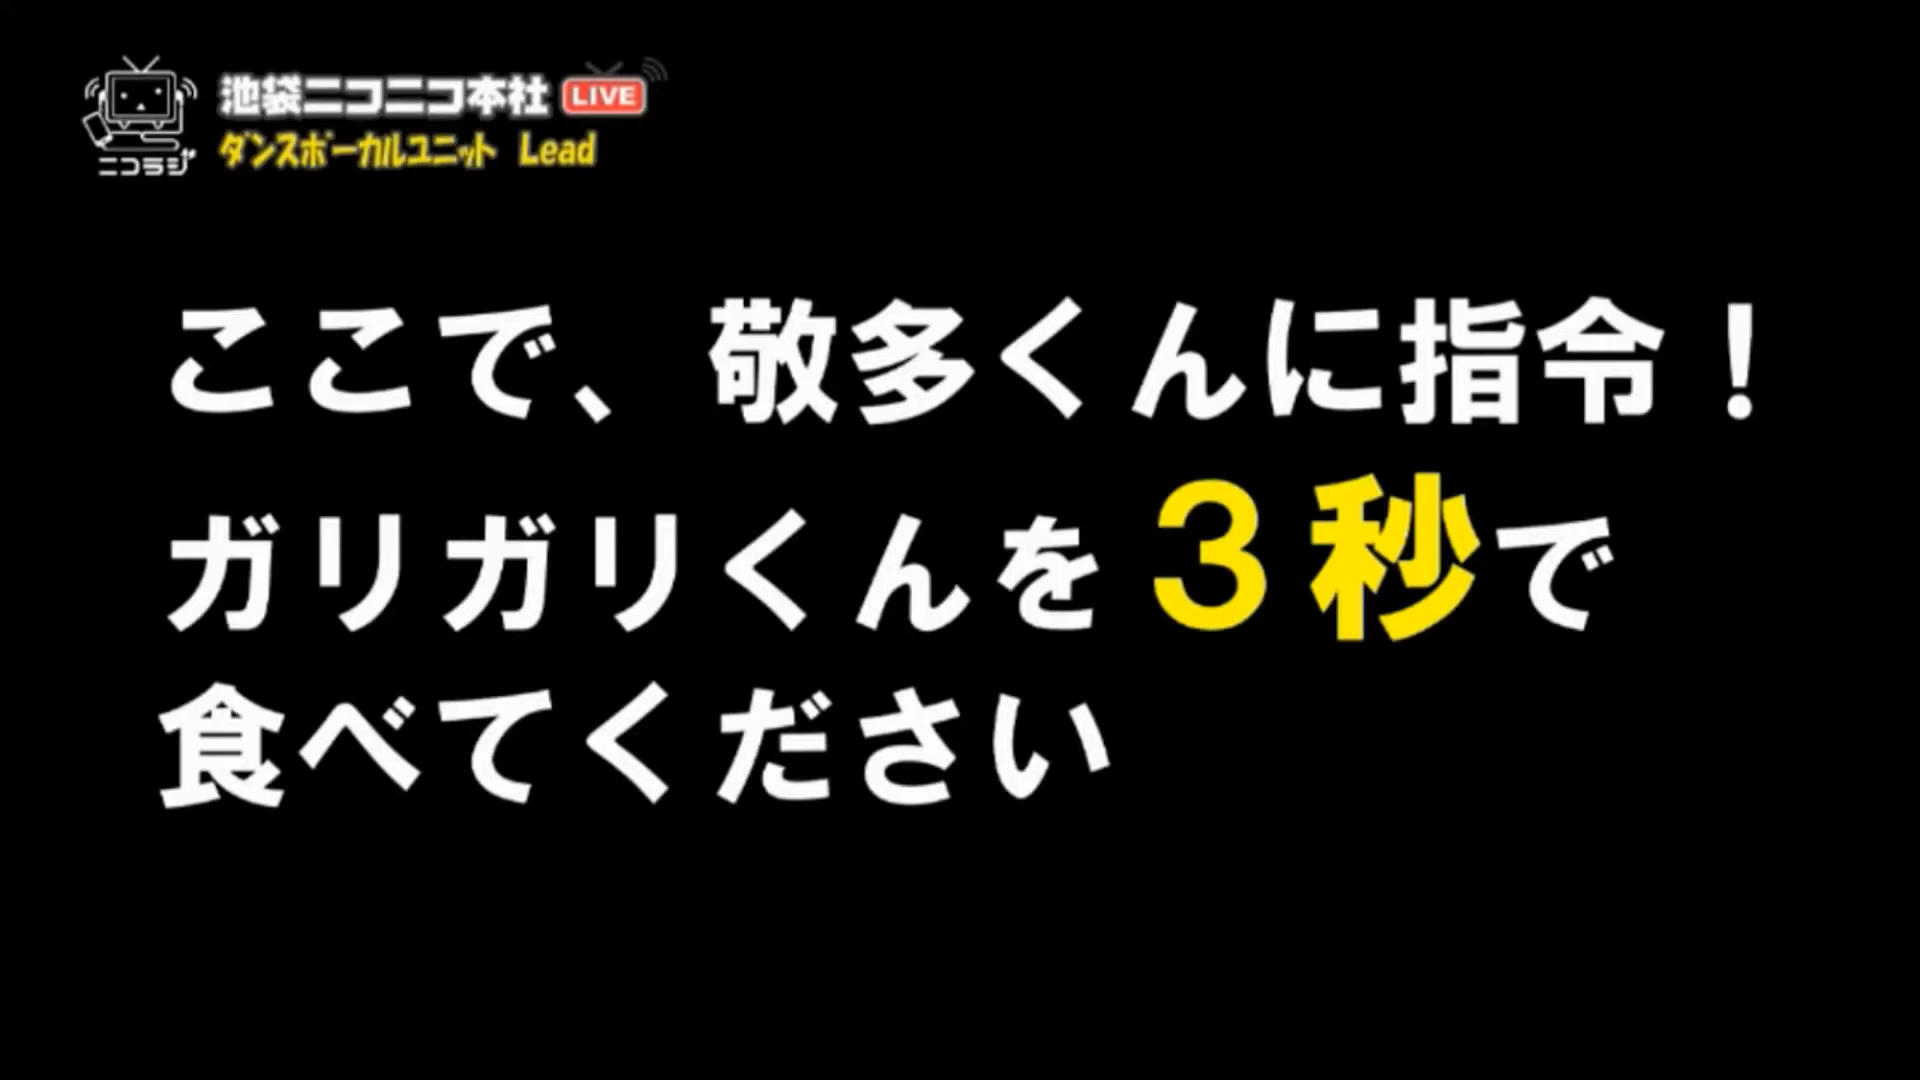 池袋ニコニコ本社 LIVE
ダンスボーカルユニット Lead
ニコラジ
ここで、敬多くんに指令！
ガリガリくんを３秒で
食べてください